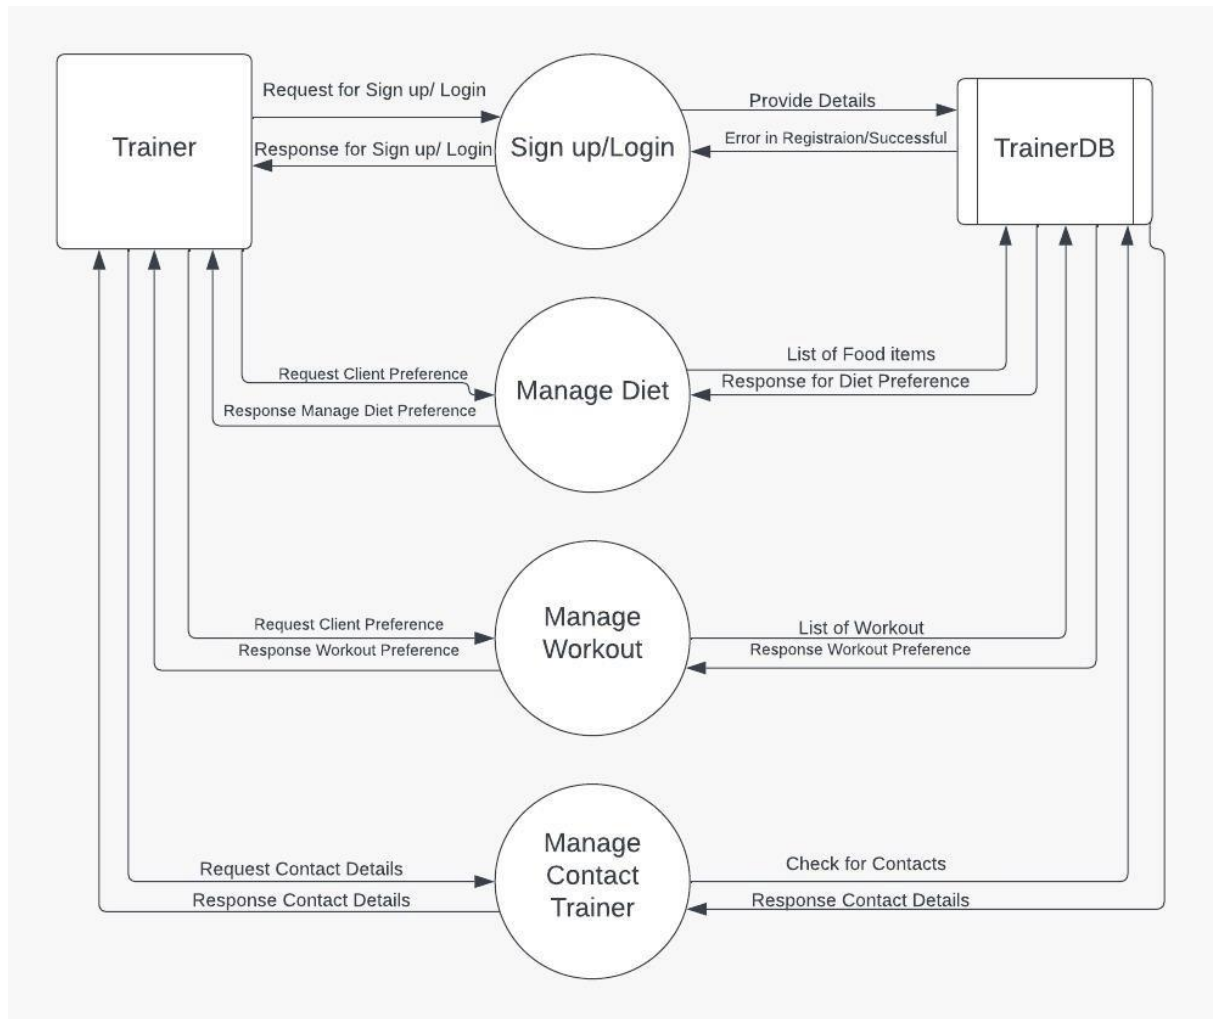 Request for Sign up/ Login
Provide Details
Trainer
Response for Sign up/ Login
Sign up/Login
Error in Registraion/Successful
TrainerDB
List of Food items
Request Client Preference
Manage Diet
Response for Diet Preference
Response Manage Diet Preference
Request Client Preference
Manage
Workout
List of Workout
Response Workout Preference
Response Workout Preference
Request Contact Details
Manage
Contact
Trainer
Check for Contacts
Response Contact Details
Response Contact Details